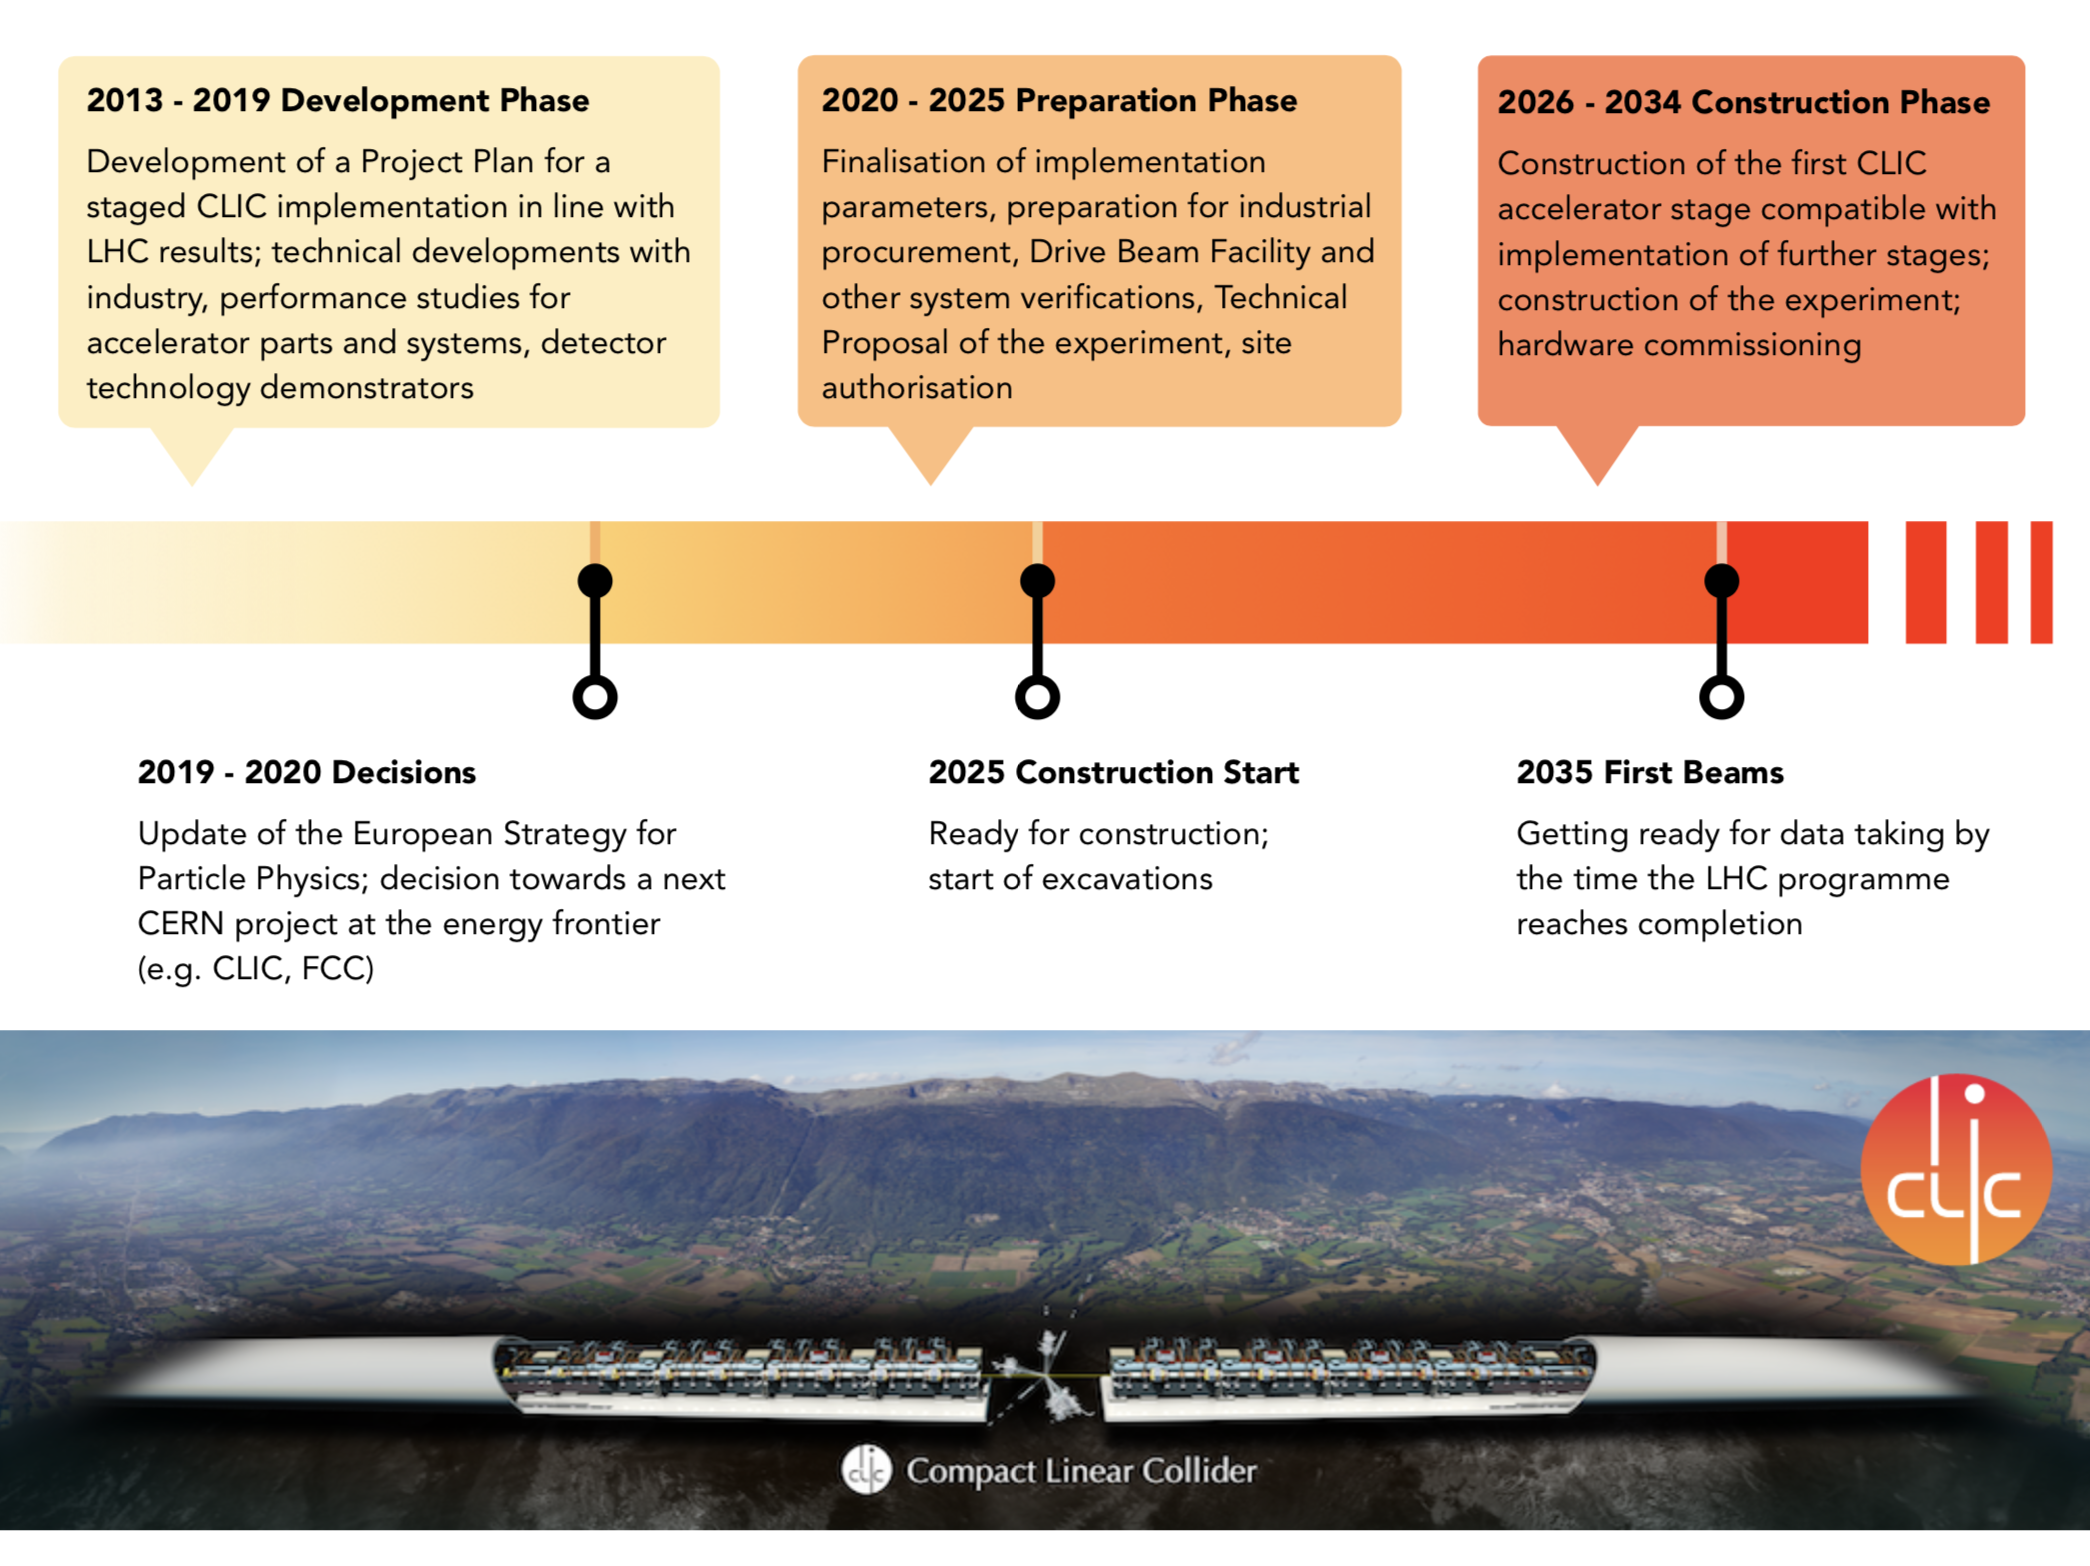 2013 - 2019 Development Phase
Development of a Project Plan for a
staged CLIC implementation in line with
LHC results; technical developments with
industry, performance studies for
accelerator parts and systems, detector
technology demonstrators
2020 - 2025 Preparation Phase
Finalisation of implementation
parameters, preparation for industrial
procurement, Drive Beam Facility and
other system verifications, Technical
Proposal of the experiment, site
authorisation
2026 - 2034 Construction Phase
Construction of the first CLIC
accelerator stage compatible with
implementation of further stages;
construction of the experiment;
hardware commissioning
2019 - 2020 Decisions
Update of the European Strategy for
Particle Physics; decision towards a next
CERN project at the energy frontier
(e.g. CLIC, FCC)
2025 Construction Start
Ready for construction;
start of excavations
2035 First Beams
Getting ready for data taking by
the time the LHC programme
reaches completion
clic
clic Compact Linear Collider